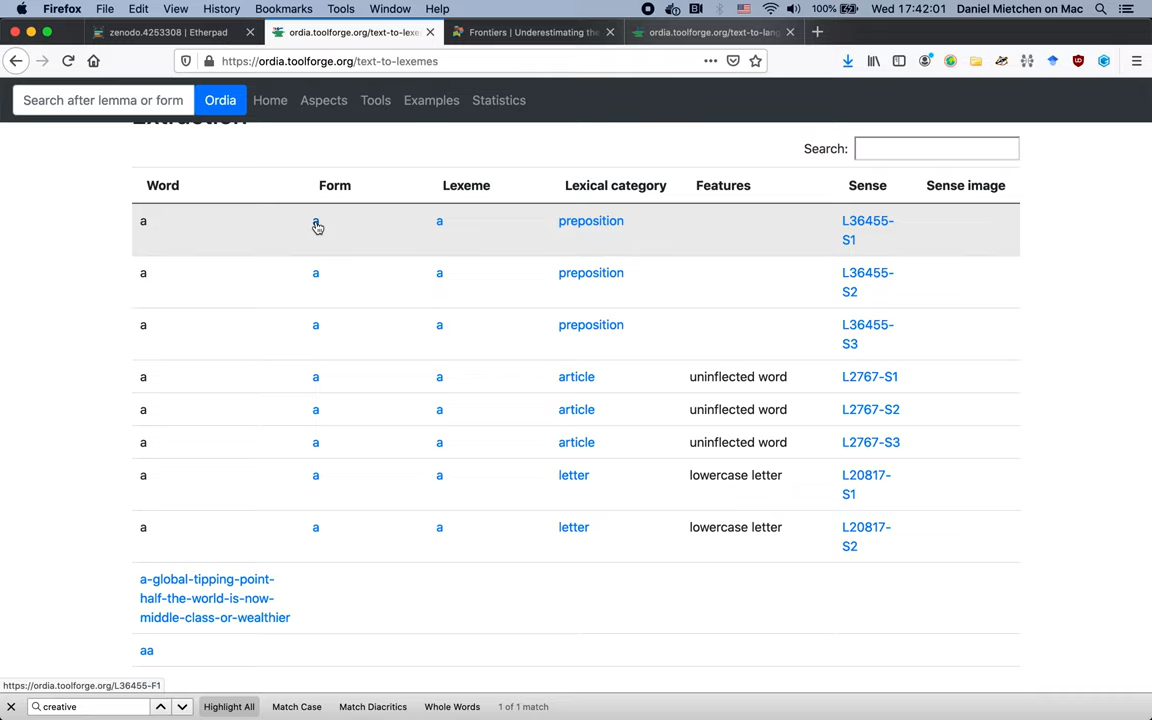 Firefox File Edit View History Bookmarks Tools Window Help 100% Wed 17:42:01 Daniel Mietchen on Mac
zenodo.4253308 | Etherpad ordia.toolforge.org/text-to-lexe Frontiers | Underestimating the ordia.toolforge.org/text-to-lang
https://ordia.toolforge.org/text-to-lexemes
Search after lemma or form Ordia Home Aspects Tools Examples Statistics
Extraction
Search:
Word Form Lexeme Lexical category Features Sense Sense image
a a a preposition L36455-
S1
a a a preposition L36455-
S2
a a a preposition L36455-
S3
a a a article uninflected word L2767-S1
a a a article uninflected word L2767-S2
a a a article uninflected word L2767-S3
a a a letter lowercase letter L20817-
S1
a a a letter lowercase letter L20817-
S2
a-global-tipping-point-
half-the-world-is-now-
middle-class-or-wealthier
aa
https://ordia.toolforge.org/L36455-F1
creative Highlight All Match Case Match Diacritics Whole Words 1 of 1 match